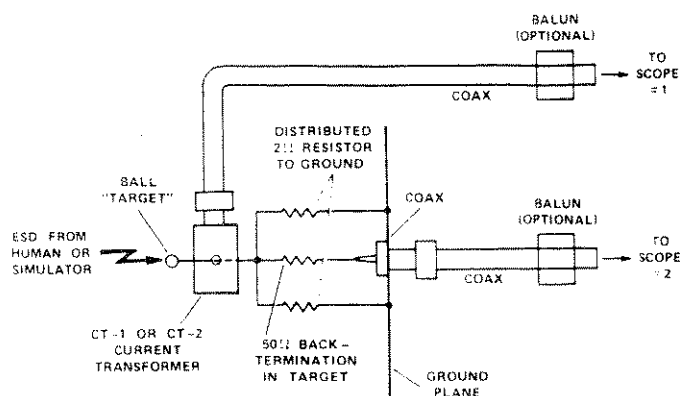 BALUN
(OPTIONAL)
TO
SCOPE
#1
COAX
DISTRIBUTED
2Ω RESISTOR
TO GROUND
BALL
"TARGET"
COAX
BALUN
(OPTIONAL)
ESD FROM
HUMAN OR
SIMULATOR
TO
SCOPE
#2
COAX
CT-1 OR CT-2
CURRENT
TRANSFORMER
50Ω BACK-
TERMINATION
IN TARGET
GROUND
PLANE